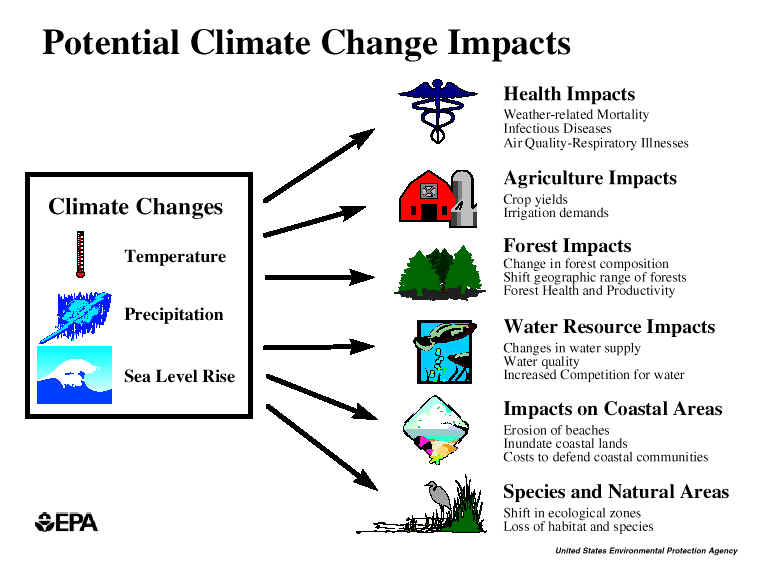 Potential Climate Change Impacts
Climate Changes
Temperature
Precipitation
Sea Level Rise
Health Impacts
Weather-related Mortality
Infectious Diseases
Air Quality-Respiratory Illnesses
Agriculture Impacts
Crop yields
Irrigation demands
Forest Impacts
Change in forest composition
Shift geographic range of forests
Forest Health and Productivity
Water Resource Impacts
Changes in water supply
Water quality
Increased Competition for water
Impacts on Coastal Areas
Erosion of beaches
Inundate coastal lands
Costs to defend coastal communities
Species and Natural Areas
Shift in ecological zones
Loss of habitat and species
EPA
United States Environmental Protection Agency